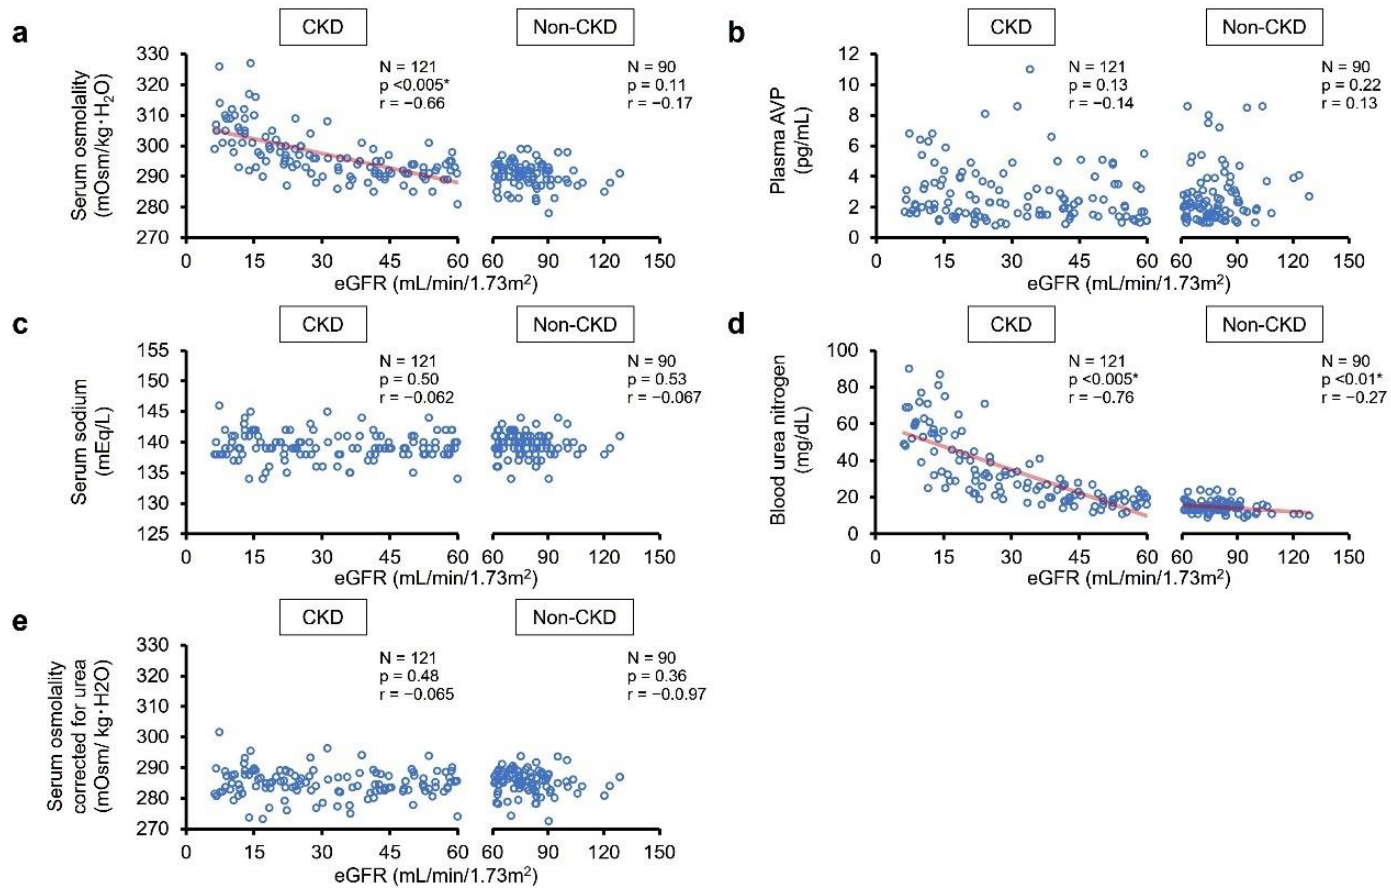 a
CKD
Non-CKD
Serum osmolality
(mOsm/kg·H₂O)
330
320
310
300
290
280
270
N = 121
p <0.005*
r = −0.66
N = 90
p = 0.11
r = −0.17
0 15 30 45 60 60 90 120 150
eGFR (mL/min/1.73m²)
b
CKD
Non-CKD
Plasma AVP
(pg/mL)
12
10
8
6
4
2
0
N = 121
p = 0.13
r = −0.14
N = 90
p = 0.22
r = 0.13
0 15 30 45 60 60 90 120 150
eGFR (mL/min/1.73m²)
c
CKD
Non-CKD
Serum sodium
(mEq/L)
155
150
145
140
135
130
125
N = 121
p = 0.50
r = −0.062
N = 90
p = 0.53
r = −0.067
0 15 30 45 60 60 90 120 150
eGFR (mL/min/1.73m²)
d
CKD
Non-CKD
Blood urea nitrogen
(mg/dL)
100
80
60
40
20
0
N = 121
p <0.005*
r = −0.76
N = 90
p <0.01*
r = −0.27
0 15 30 45 60 60 90 120 150
eGFR (mL/min/1.73m²)
e
CKD
Non-CKD
Serum osmolality
corrected for urea
(mOsm/ kg·H2O)
330
320
310
300
290
280
270
N = 121
p = 0.48
r = −0.065
N = 90
p = 0.36
r = −0.0.97
0 15 30 45 60 60 90 120 150
eGFR (mL/min/1.73m²)